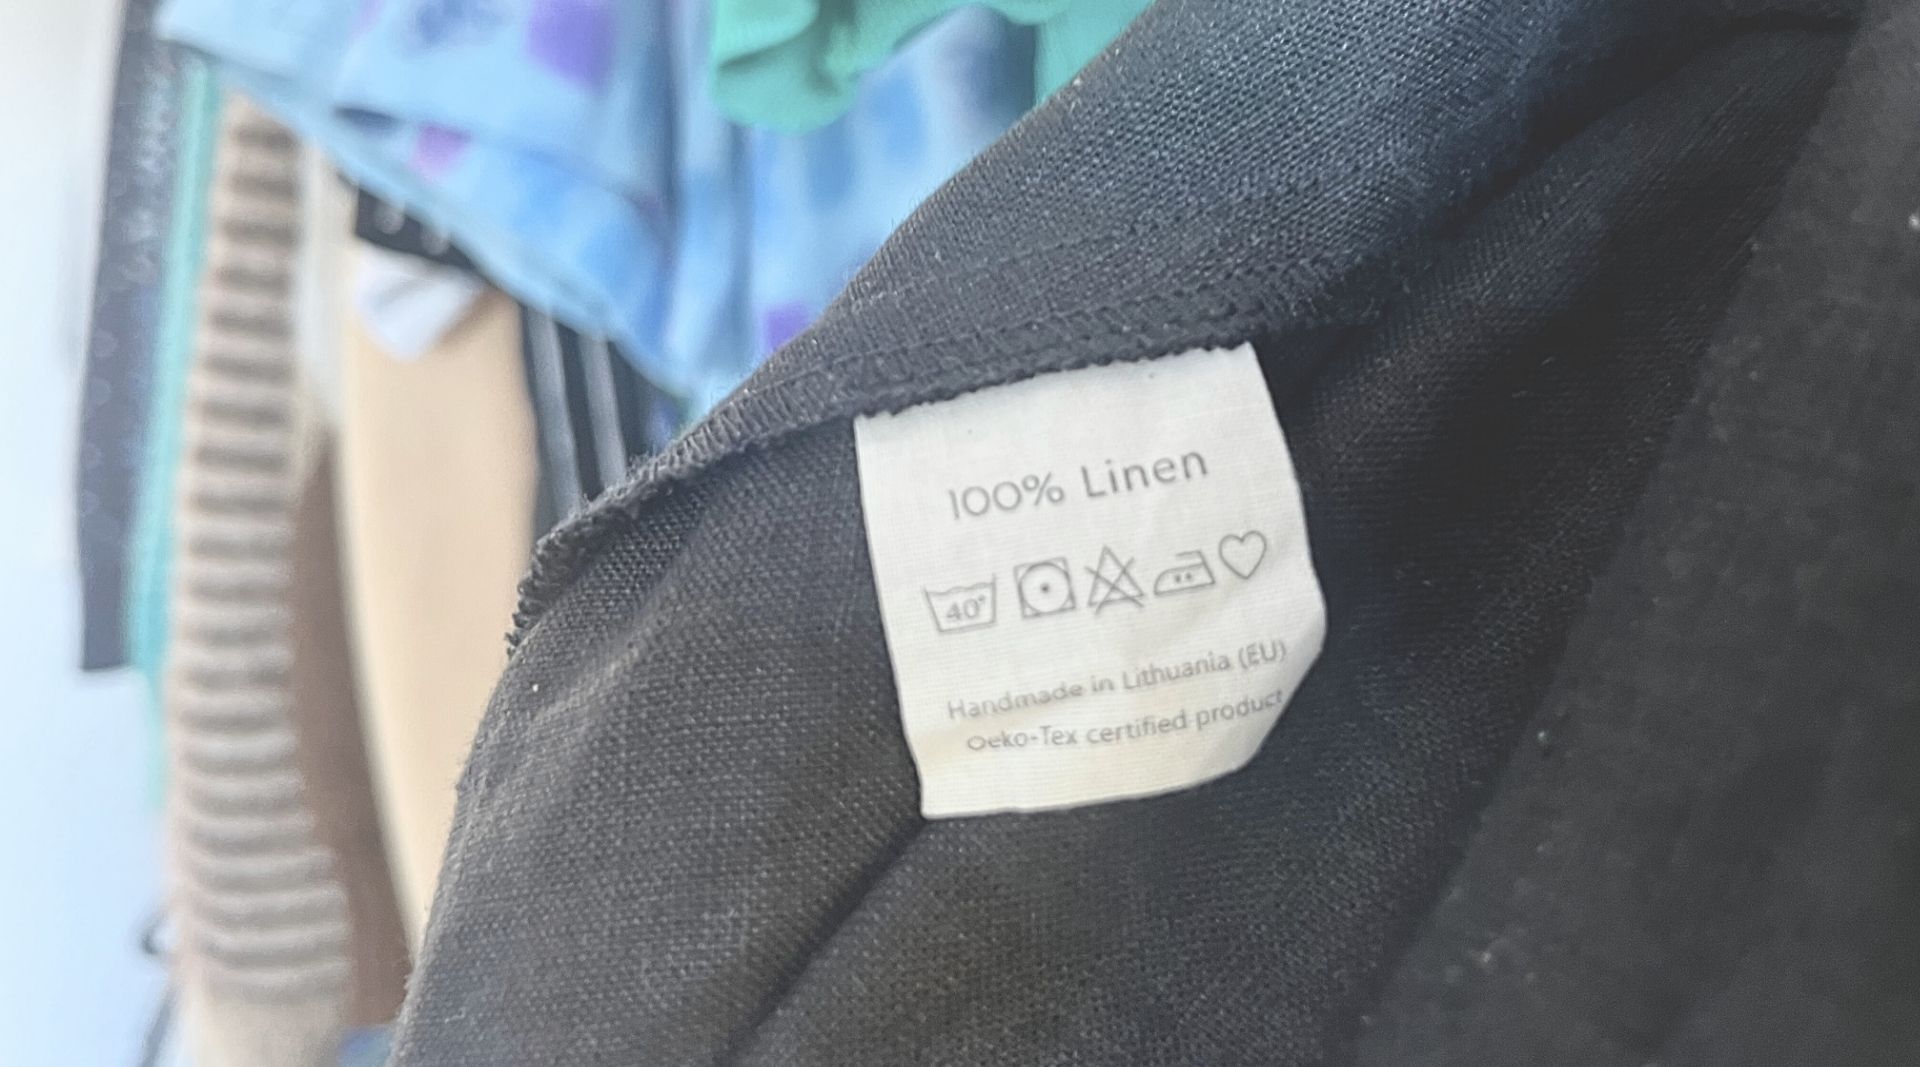 100% Linen
40°
Handmade in Lithuania (EU)
Oeko-Tex certified product